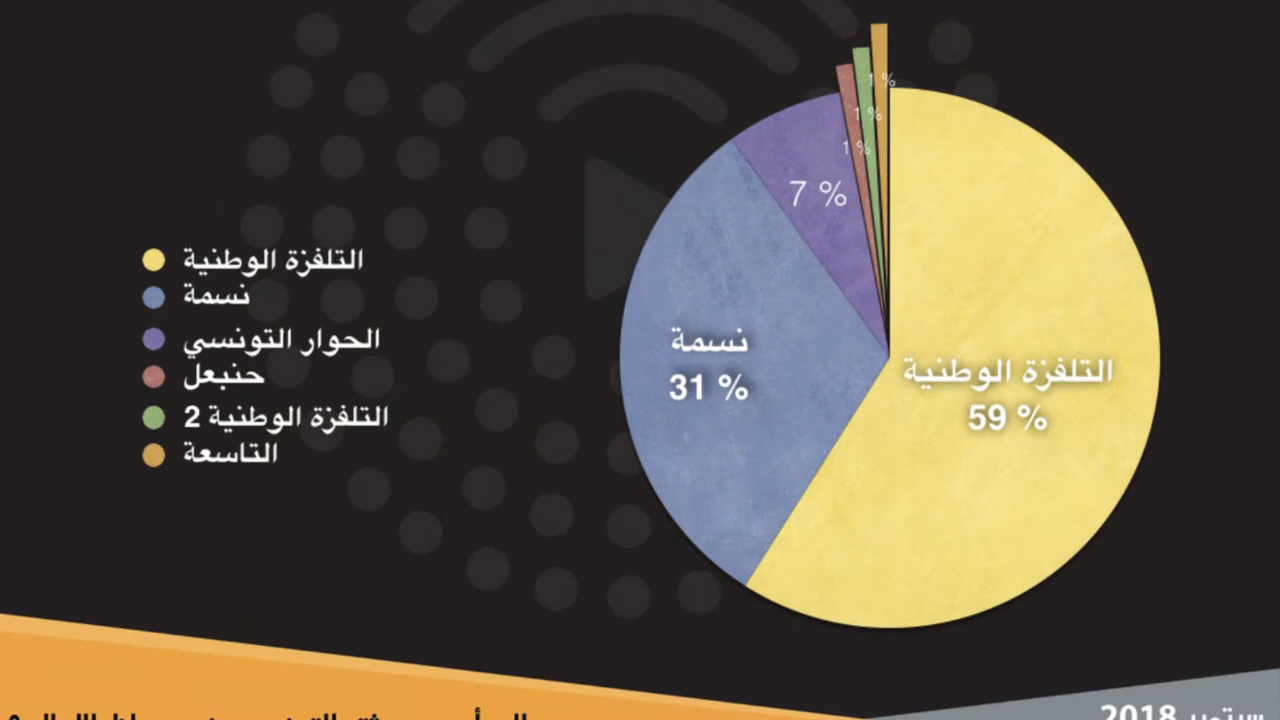 1 %
1 %
1 %
7 %
التلفزة الوطنية
نسمة
الحوار التونسي
حنبعل
التلفزة الوطنية 2
التاسعة
نسمة
31 %
التلفزة الوطنية
59 %
سبتمبر 2018